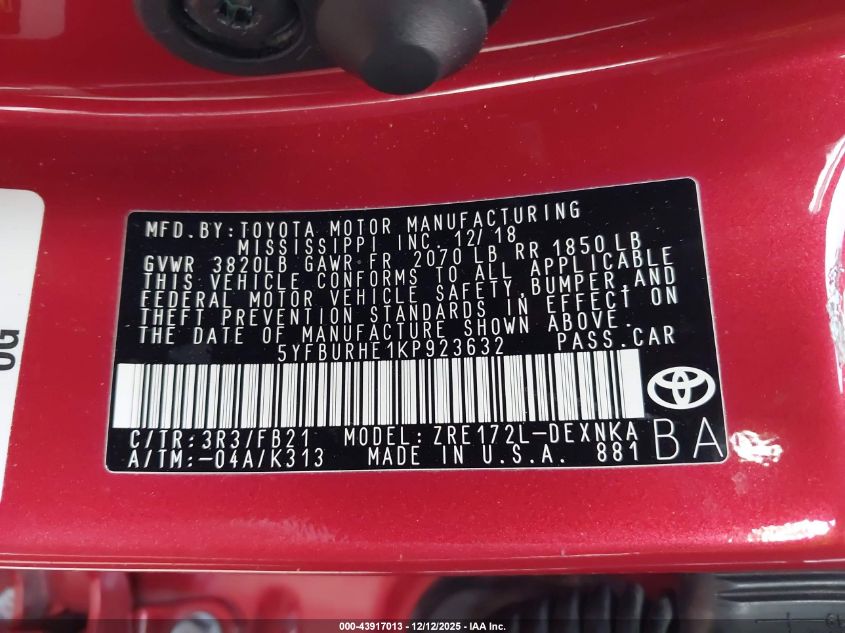 MFD. BY: TOYOTA MOTOR MANUFACTURING
MISSISSIPPI INC. 12/18
GVWR 3820LB GAWR FR 2070 LB RR 1850 LB
THIS VEHICLE CONFORMS TO ALL APPLICABLE
FEDERAL MOTOR VEHICLE SAFETY, BUMPER, AND
THEFT PREVENTION STANDARDS IN EFFECT ON
THE DATE OF MANUFACTURE SHOWN ABOVE.
5YFBURHE1KP923632 PASS. CAR
C/TR: 3R3/FB21 MODEL: ZRE172L-DEXNKA
A/TM: -04A/K313 MADE IN U.S.A. 881 BA
000-43917013 - 12/12/2025 - IAA Inc.